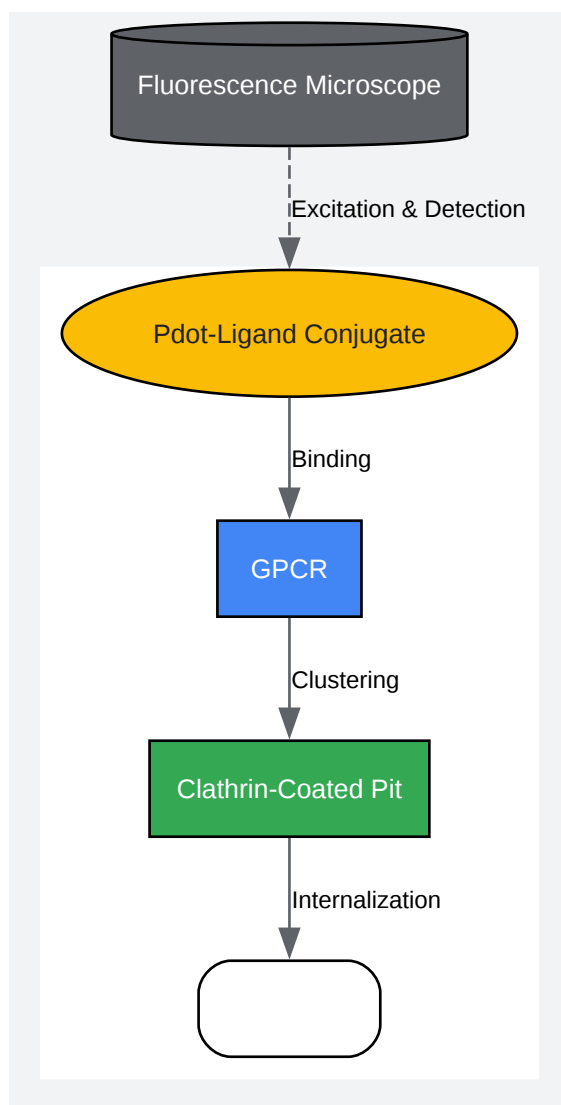 Fluorescence Microscope
Excitation & Detection
Pdot-Ligand Conjugate
Binding
GPCR
Clustering
Clathrin-Coated Pit
Internalization